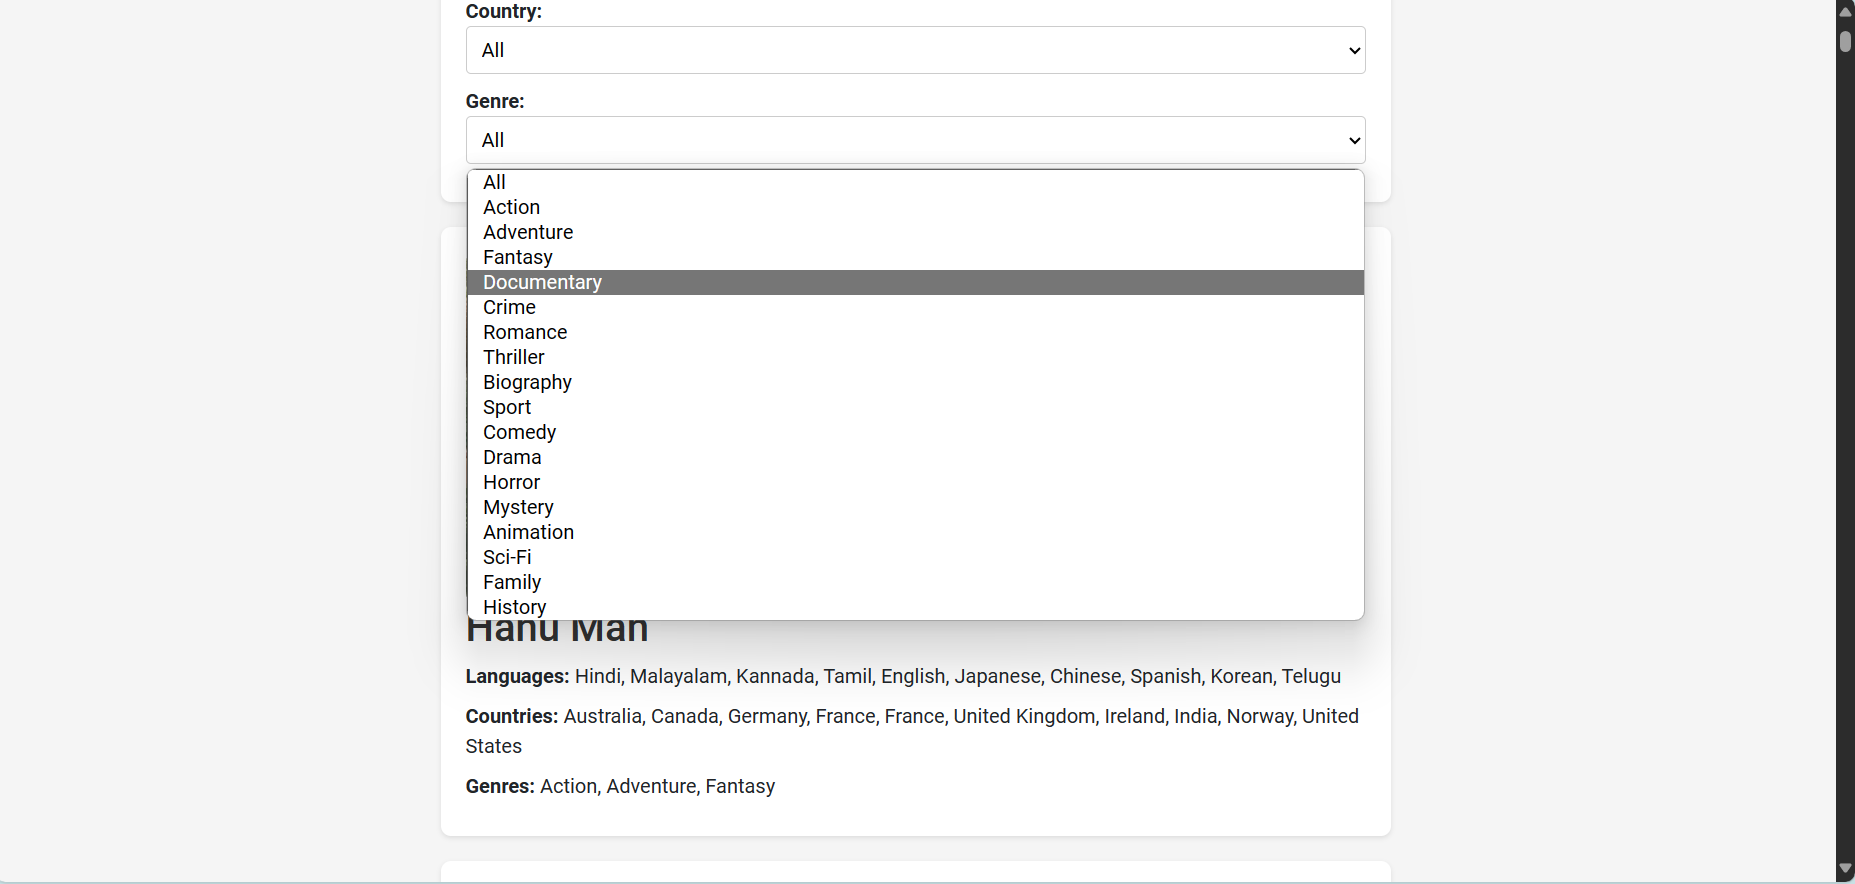 Country:
All
Genre:
All
All
Action
Adventure
Fantasy
Documentary
Crime
Romance
Thriller
Biography
Sport
Comedy
Drama
Horror
Mystery
Animation
Sci-Fi
Family
History
Hanu Man
Languages: Hindi, Malayalam, Kannada, Tamil, English, Japanese, Chinese, Spanish, Korean, Telugu
Countries: Australia, Canada, Germany, France, France, United Kingdom, Ireland, India, Norway, United
States
Genres: Action, Adventure, Fantasy